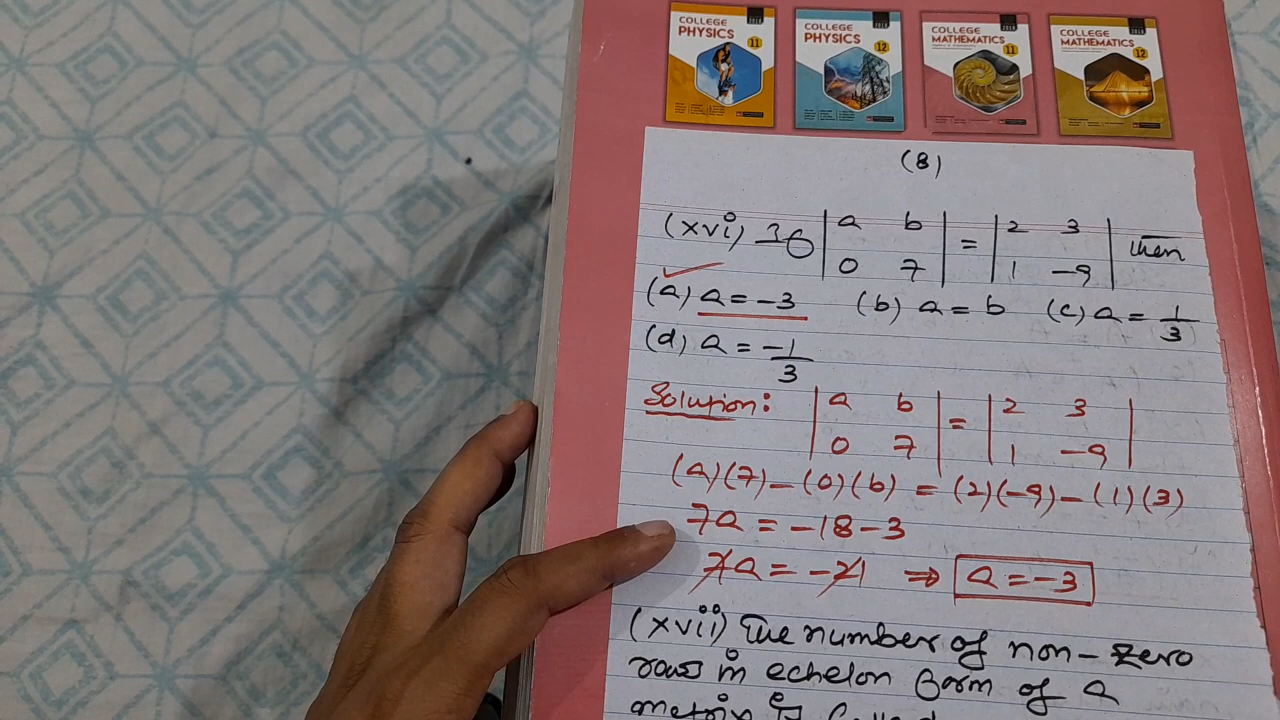 COLLEGE PHYSICS 11
COLLEGE PHYSICS 12
COLLEGE MATHEMATICS 11
COLLEGE MATHEMATICS 12
(8)
(xvi) If |a b| = |2 3| then
|0 7| |1 -9|
(a) a = -3 (b) a = b (c) a = 1/3
(d) a = -1/3
Solution: |a b| = |2 3|
|0 7| |1 -9|
(a)(7) - (0)(b) = (2)(-9) - (1)(3)
7a = -18 - 3
7a = -21 ⇒ a = -3
(xvii) The number of non-zero
rows in echelon form of a